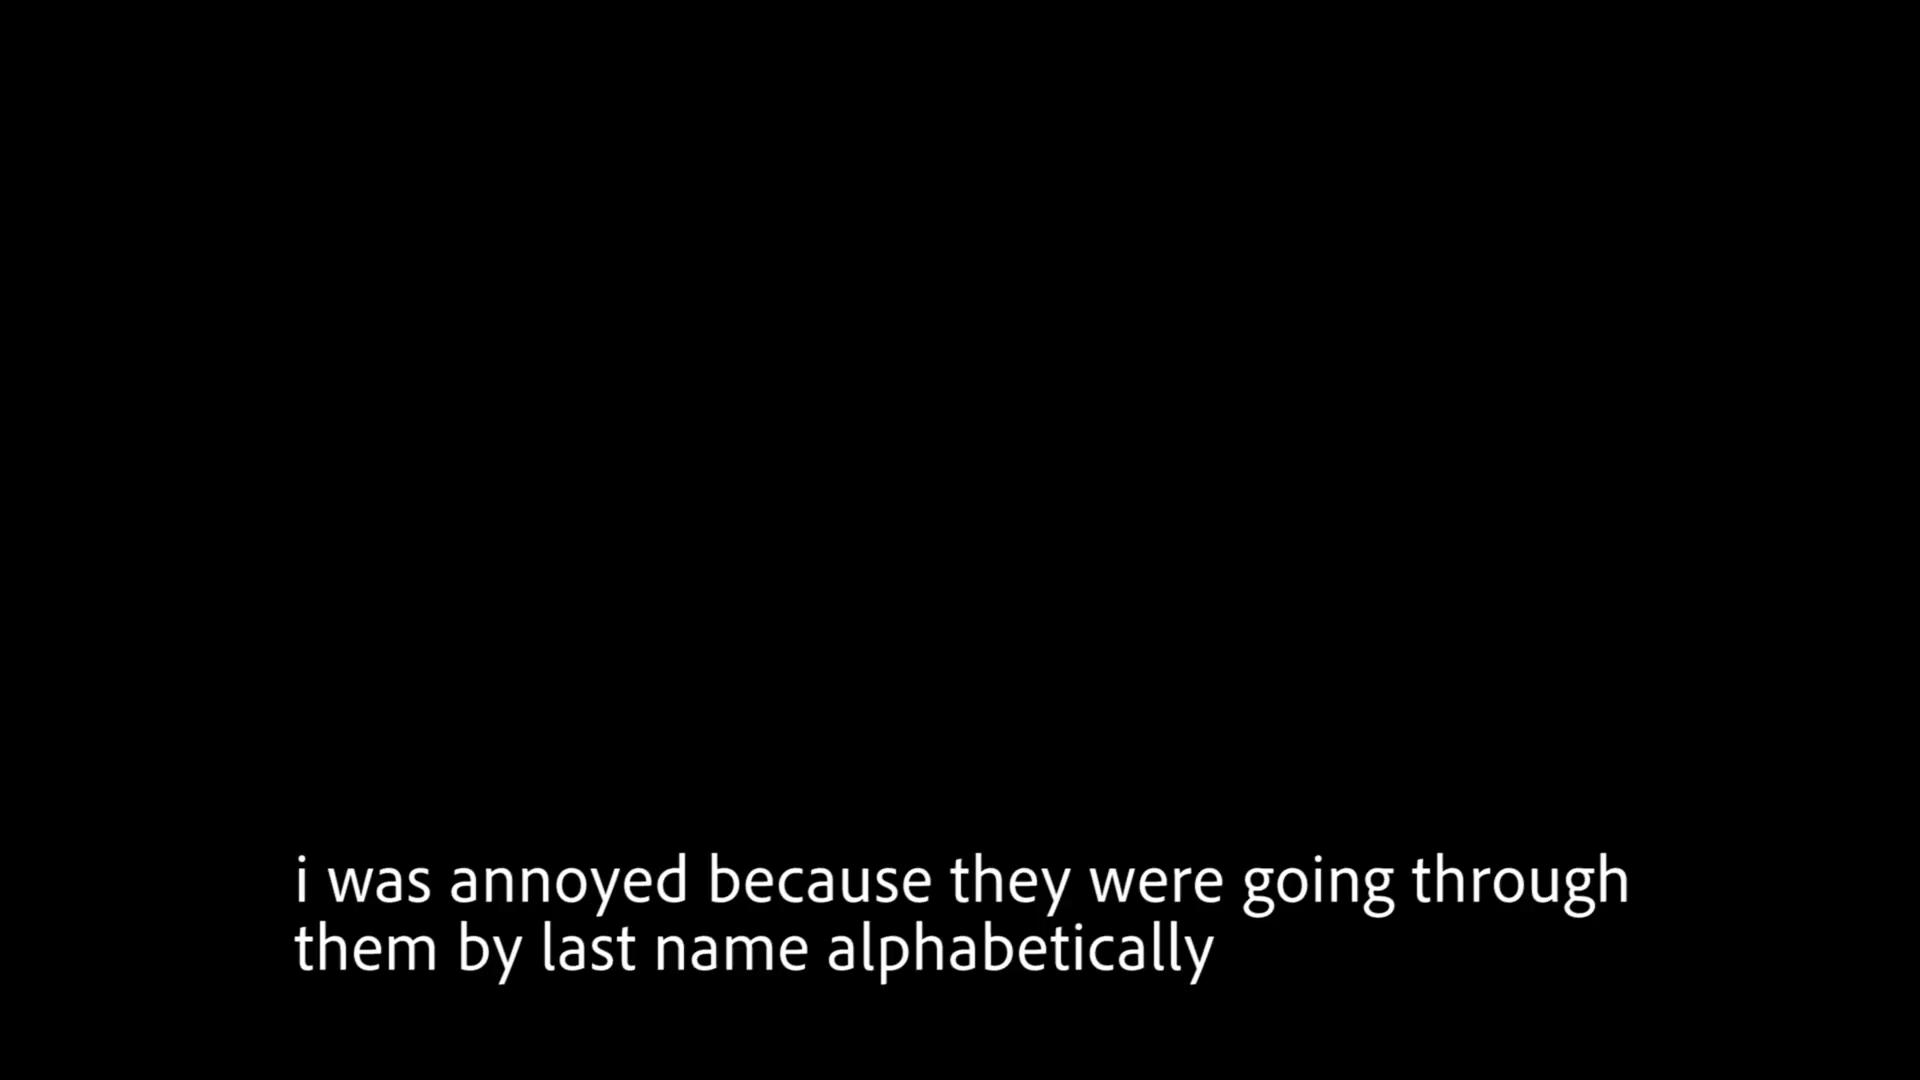 i was annoyed because they were going through
them by last name alphabetically